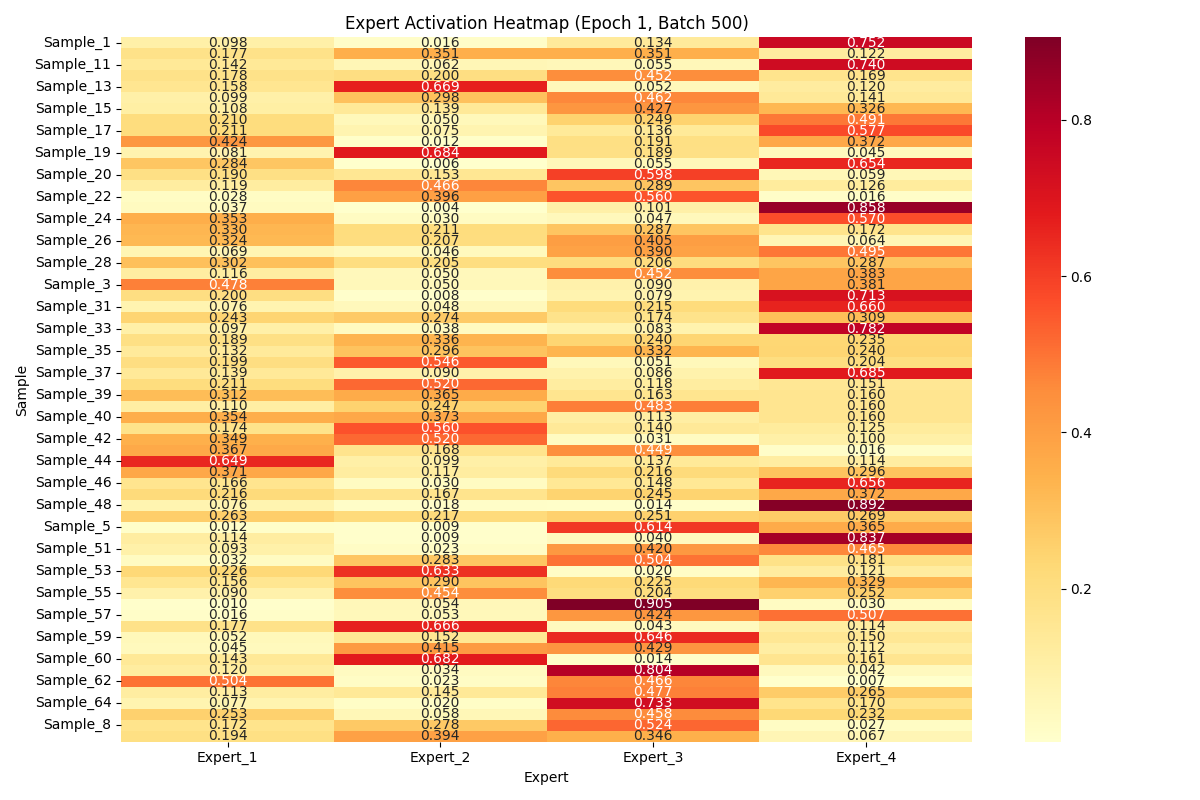 Expert Activation Heatmap (Epoch 1, Batch 500)
Sample_1 0.098 0.016 0.134 0.752
0.177 0.351 0.351 0.122
Sample_11 0.142 0.062 0.055 0.740
0.178 0.200 0.452 0.169
Sample_13 0.158 0.669 0.052 0.120
0.099 0.298 0.462 0.141
Sample_15 0.108 0.139 0.427 0.326
0.210 0.050 0.249 0.491
Sample_17 0.211 0.075 0.136 0.577
0.424 0.012 0.191 0.372
Sample_19 0.081 0.684 0.189 0.045
0.284 0.006 0.055 0.654
Sample_20 0.190 0.153 0.598 0.059
0.119 0.466 0.289 0.126
Sample_22 0.028 0.396 0.560 0.016
0.037 0.004 0.101 0.858
Sample_24 0.353 0.030 0.047 0.570
0.330 0.211 0.287 0.172
Sample_26 0.324 0.207 0.405 0.064
0.069 0.046 0.390 0.495
Sample_28 0.302 0.205 0.206 0.287
0.116 0.050 0.452 0.383
Sample_3 0.478 0.050 0.090 0.381
0.200 0.008 0.079 0.713
Sample_31 0.076 0.048 0.215 0.660
0.243 0.274 0.174 0.309
Sample_33 0.097 0.038 0.083 0.782
0.189 0.336 0.240 0.235
Sample_35 0.132 0.296 0.332 0.240
0.199 0.546 0.051 0.204
Sample_37 0.139 0.090 0.086 0.685
0.211 0.520 0.118 0.151
Sample_39 0.312 0.365 0.163 0.160
0.110 0.247 0.483 0.160
Sample_40 0.354 0.373 0.113 0.160
0.174 0.560 0.140 0.125
Sample_42 0.349 0.520 0.031 0.100
0.367 0.168 0.449 0.016
Sample_44 0.649 0.099 0.137 0.114
0.371 0.117 0.216 0.296
Sample_46 0.166 0.030 0.148 0.656
0.216 0.167 0.245 0.372
Sample_48 0.076 0.018 0.014 0.892
0.263 0.217 0.251 0.269
Sample_5 0.012 0.009 0.614 0.365
0.114 0.009 0.040 0.837
Sample_51 0.093 0.023 0.420 0.465
0.032 0.283 0.504 0.181
Sample_53 0.226 0.633 0.020 0.121
0.156 0.290 0.225 0.329
Sample_55 0.090 0.454 0.204 0.252
0.010 0.054 0.905 0.030
Sample_57 0.016 0.053 0.424 0.507
0.177 0.666 0.043 0.114
Sample_59 0.052 0.152 0.646 0.150
0.045 0.415 0.429 0.112
Sample_60 0.143 0.682 0.014 0.161
0.120 0.034 0.804 0.042
Sample_62 0.504 0.023 0.466 0.007
0.113 0.145 0.477 0.265
Sample_64 0.077 0.020 0.733 0.170
0.253 0.058 0.458 0.232
Sample_8 0.172 0.278 0.524 0.027
0.194 0.394 0.346 0.067
Expert_1 Expert_2 Expert_3 Expert_4
Expert
Sample
0.8
0.6
0.4
0.2